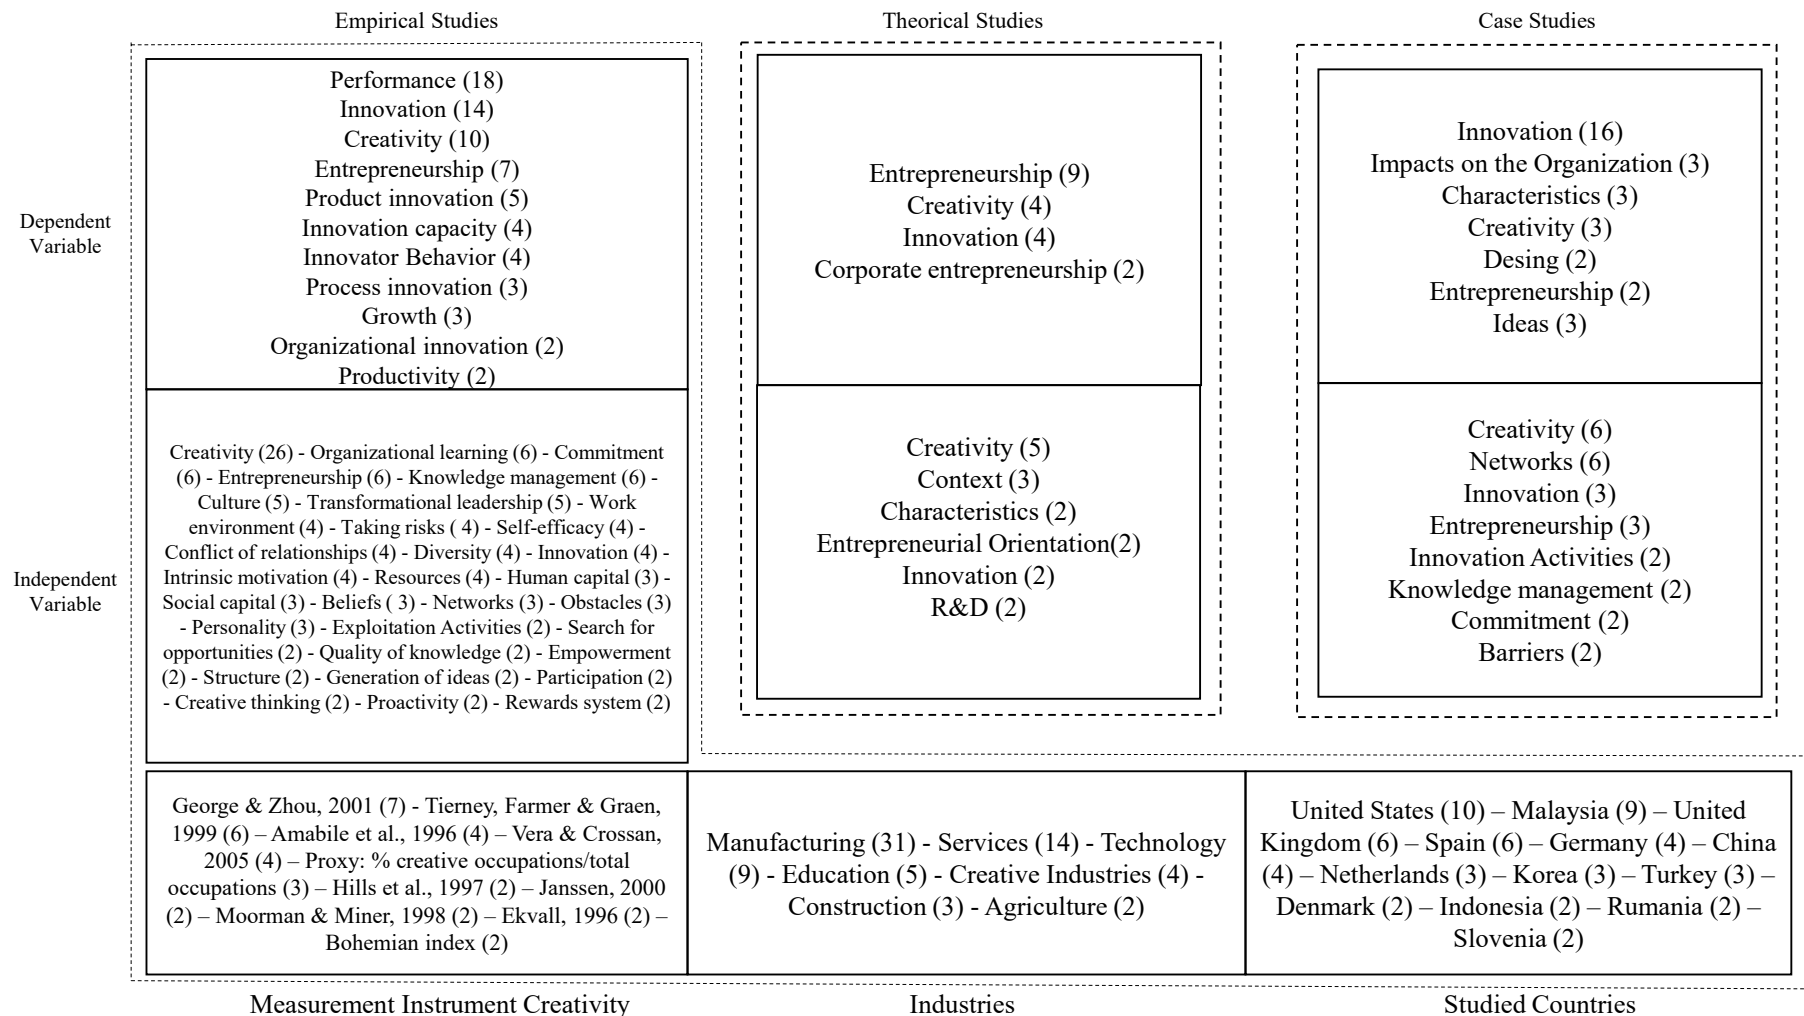 Empirical Studies
Theorical Studies
Case Studies
Dependent
Variable
Performance (18)
Innovation (14)
Creativity (10)
Entrepreneurship (7)
Product innovation (5)
Innovation capacity (4)
Innovator Behavior (4)
Process innovation (3)
Growth (3)
Organizational innovation (2)
Productivity (2)
Entrepreneurship (9)
Creativity (4)
Innovation (4)
Corporate entrepreneurship (2)
Innovation (16)
Impacts on the Organization (3)
Characteristics (3)
Creativity (3)
Desing (2)
Entrepreneurship (2)
Ideas (3)
Independent
Variable
Creativity (26) - Organizational learning (6) - Commitment
(6) - Entrepreneurship (6) - Knowledge management (6) -
Culture (5) - Transformational leadership (5) - Work
environment (4) - Taking risks ( 4) - Self-efficacy (4) -
Conflict of relationships (4) - Diversity (4) - Innovation (4) -
Intrinsic motivation (4) - Resources (4) - Human capital (3) -
Social capital (3) - Beliefs ( 3) - Networks (3) - Obstacles (3)
- Personality (3) - Exploitation Activities (2) - Search for
opportunities (2) - Quality of knowledge (2) - Empowerment
(2) - Structure (2) - Generation of ideas (2) - Participation (2)
- Creative thinking (2) - Proactivity (2) - Rewards system (2)
Creativity (5)
Context (3)
Characteristics (2)
Entrepreneurial Orientation(2)
Innovation (2)
R&D (2)
Creativity (6)
Networks (6)
Innovation (3)
Entrepreneurship (3)
Innovation Activities (2)
Knowledge management (2)
Commitment (2)
Barriers (2)
George & Zhou, 2001 (7) - Tierney, Farmer & Graen,
1999 (6) – Amabile et al., 1996 (4) – Vera & Crossan,
2005 (4) – Proxy: % creative occupations/total
occupations (3) – Hills et al., 1997 (2) – Janssen, 2000
(2) – Moorman & Miner, 1998 (2) – Ekvall, 1996 (2) –
Bohemian index (2)
Manufacturing (31) - Services (14) - Technology
(9) - Education (5) - Creative Industries (4) -
Construction (3) - Agriculture (2)
United States (10) – Malaysia (9) – United
Kingdom (6) – Spain (6) – Germany (4) – China
(4) – Netherlands (3) – Korea (3) – Turkey (3) –
Denmark (2) – Indonesia (2) – Rumania (2) –
Slovenia (2)
Measurement Instrument Creativity
Industries
Studied Countries